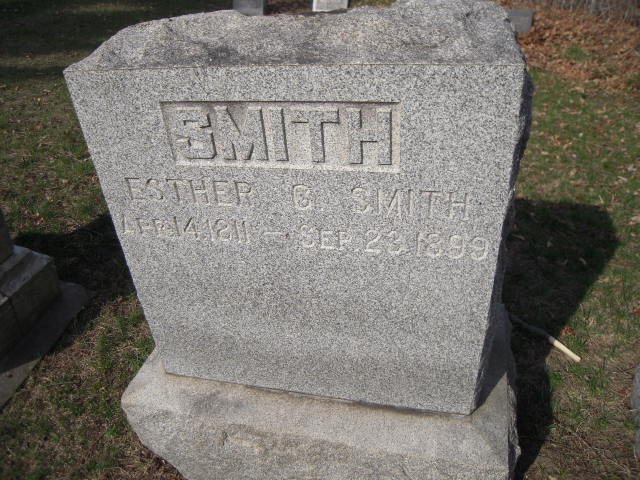 SMITH
ESTHER C. SMITH
APR.14.1811 — SEP.23.1899